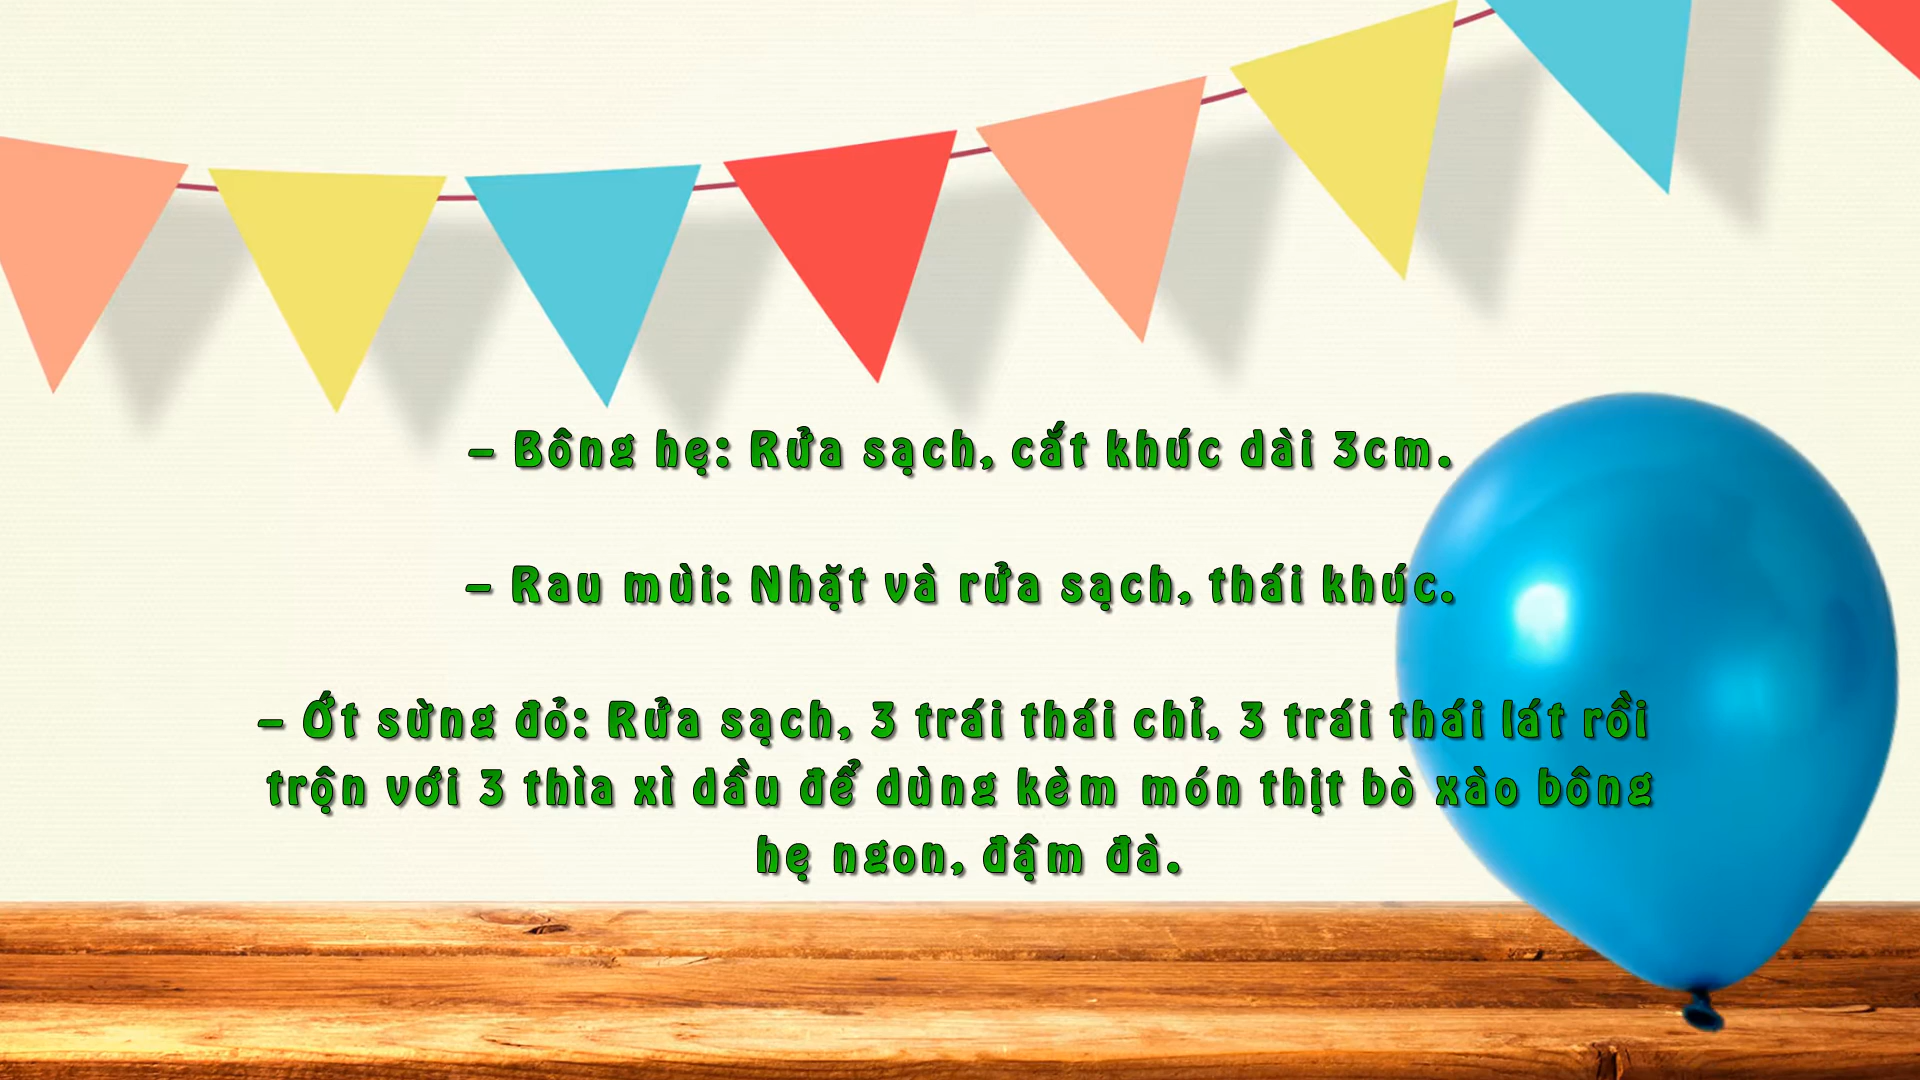 – Bông hẹ: Rửa sạch, cắt khúc dài 3cm.
– Rau mùi: Nhặt và rửa sạch, thái khúc.
– Ớt sừng đỏ: Rửa sạch, 3 trái thái chỉ, 3 trái thái lát rồi
trộn với 3 thìa xì dầu để dùng kèm món thịt bò xào bông
hẹ ngon, đậm đà.